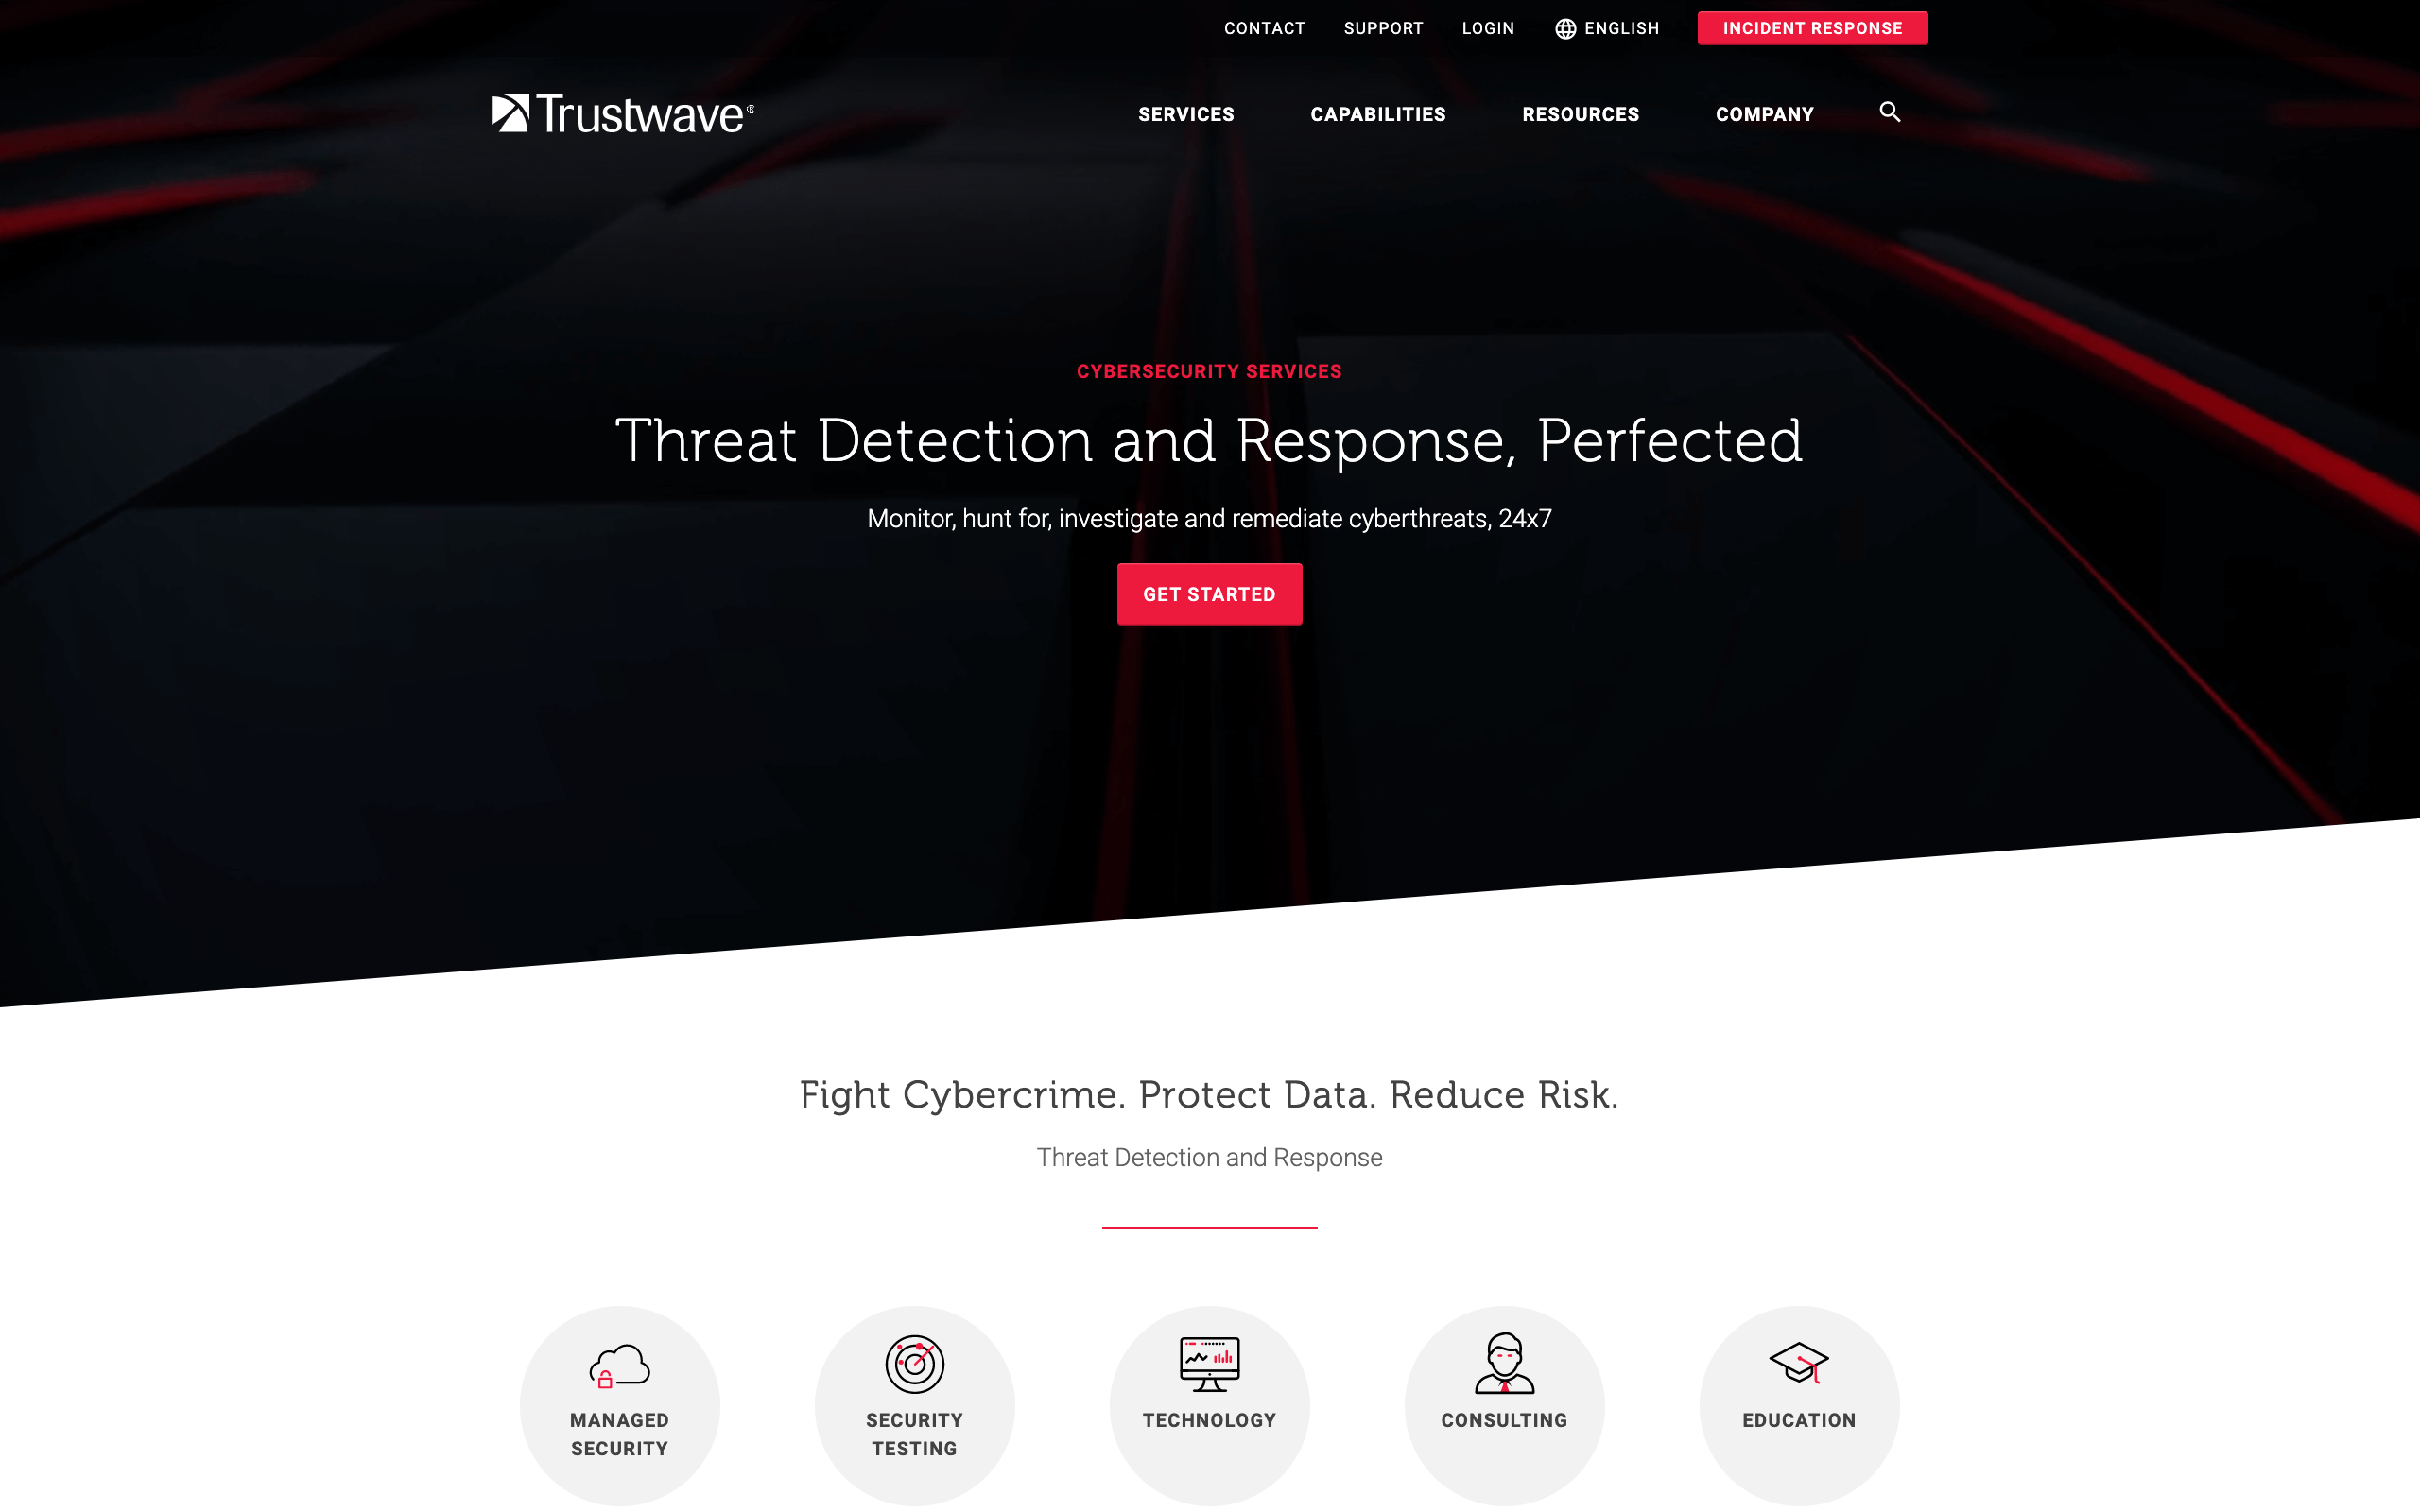 CONTACT SUPPORT LOGIN ENGLISH INCIDENT RESPONSE
Trustwave® SERVICES CAPABILITIES RESOURCES COMPANY
CYBERSECURITY SERVICES
Threat Detection and Response, Perfected
Monitor, hunt for, investigate and remediate cyberthreats, 24x7
GET STARTED
Fight Cybercrime. Protect Data. Reduce Risk.
Threat Detection and Response
MANAGED
SECURITY
SECURITY
TESTING
TECHNOLOGY
CONSULTING
EDUCATION